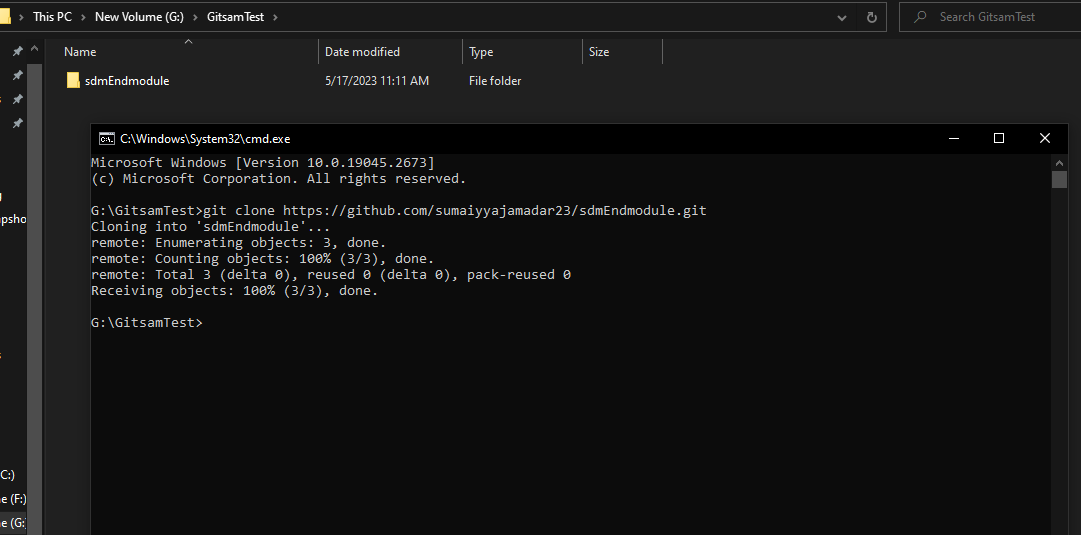 This PC > New Volume (G:) > GitsamTest >
Search GitsamTest
Name Date modified Type Size
sdmEndmodule 5/17/2023 11:11 AM File folder
C:\Windows\System32\cmd.exe
Microsoft Windows [Version 10.0.19045.2673]
(c) Microsoft Corporation. All rights reserved.
G:\GitsamTest>git clone https://github.com/sumaiyyajamadar23/sdmEndmodule.git
Cloning into 'sdmEndmodule'...
remote: Enumerating objects: 3, done.
remote: Counting objects: 100% (3/3), done.
remote: Total 3 (delta 0), reused 0 (delta 0), pack-reused 0
Receiving objects: 100% (3/3), done.
G:\GitsamTest>
apsho
C:)
e (F:)
e (G: